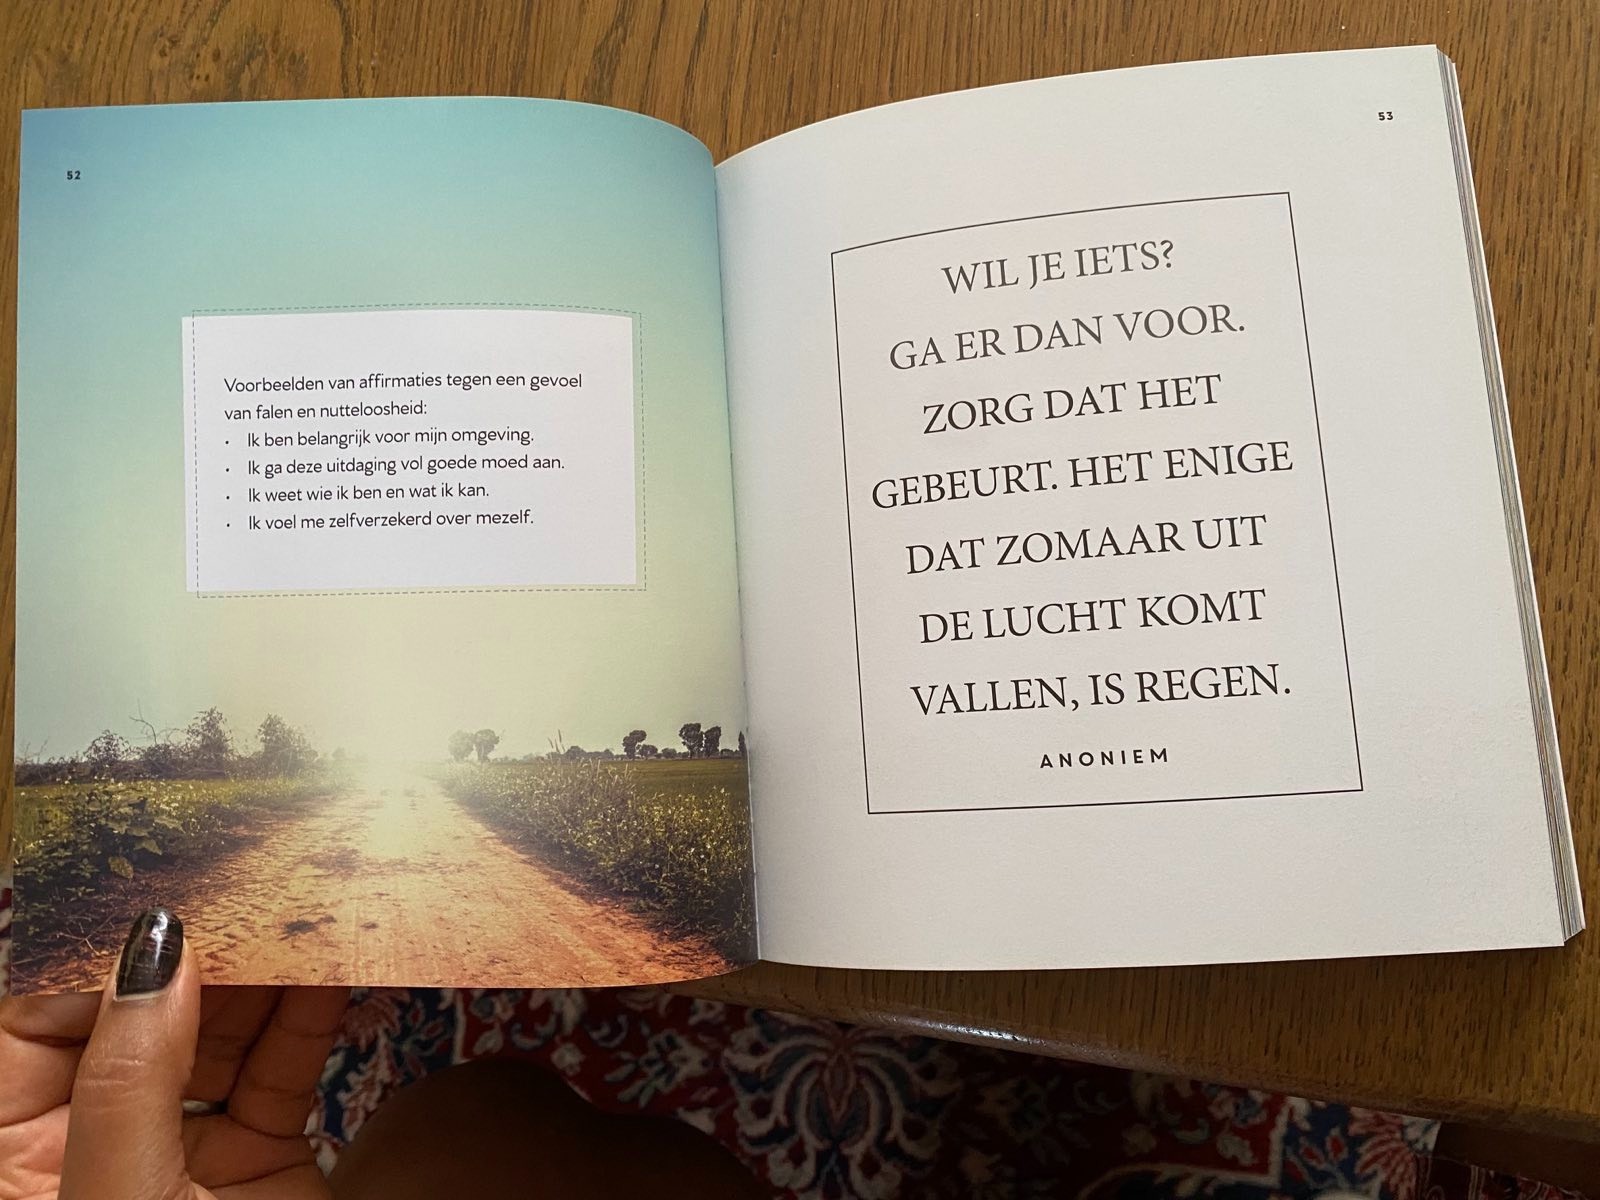 52
Voorbeelden van affirmaties tegen een gevoel
van falen en nutteloosheid:
• Ik ben belangrijk voor mijn omgeving.
• Ik ga deze uitdaging vol goede moed aan.
• Ik weet wie ik ben en wat ik kan.
• Ik voel me zelfverzekerd over mezelf.
53
WIL JE IETS?
GA ER DAN VOOR.
ZORG DAT HET
GEBEURT. HET ENIGE
DAT ZOMAAR UIT
DE LUCHT KOMT
VALLEN, IS REGEN.
ANONIEM